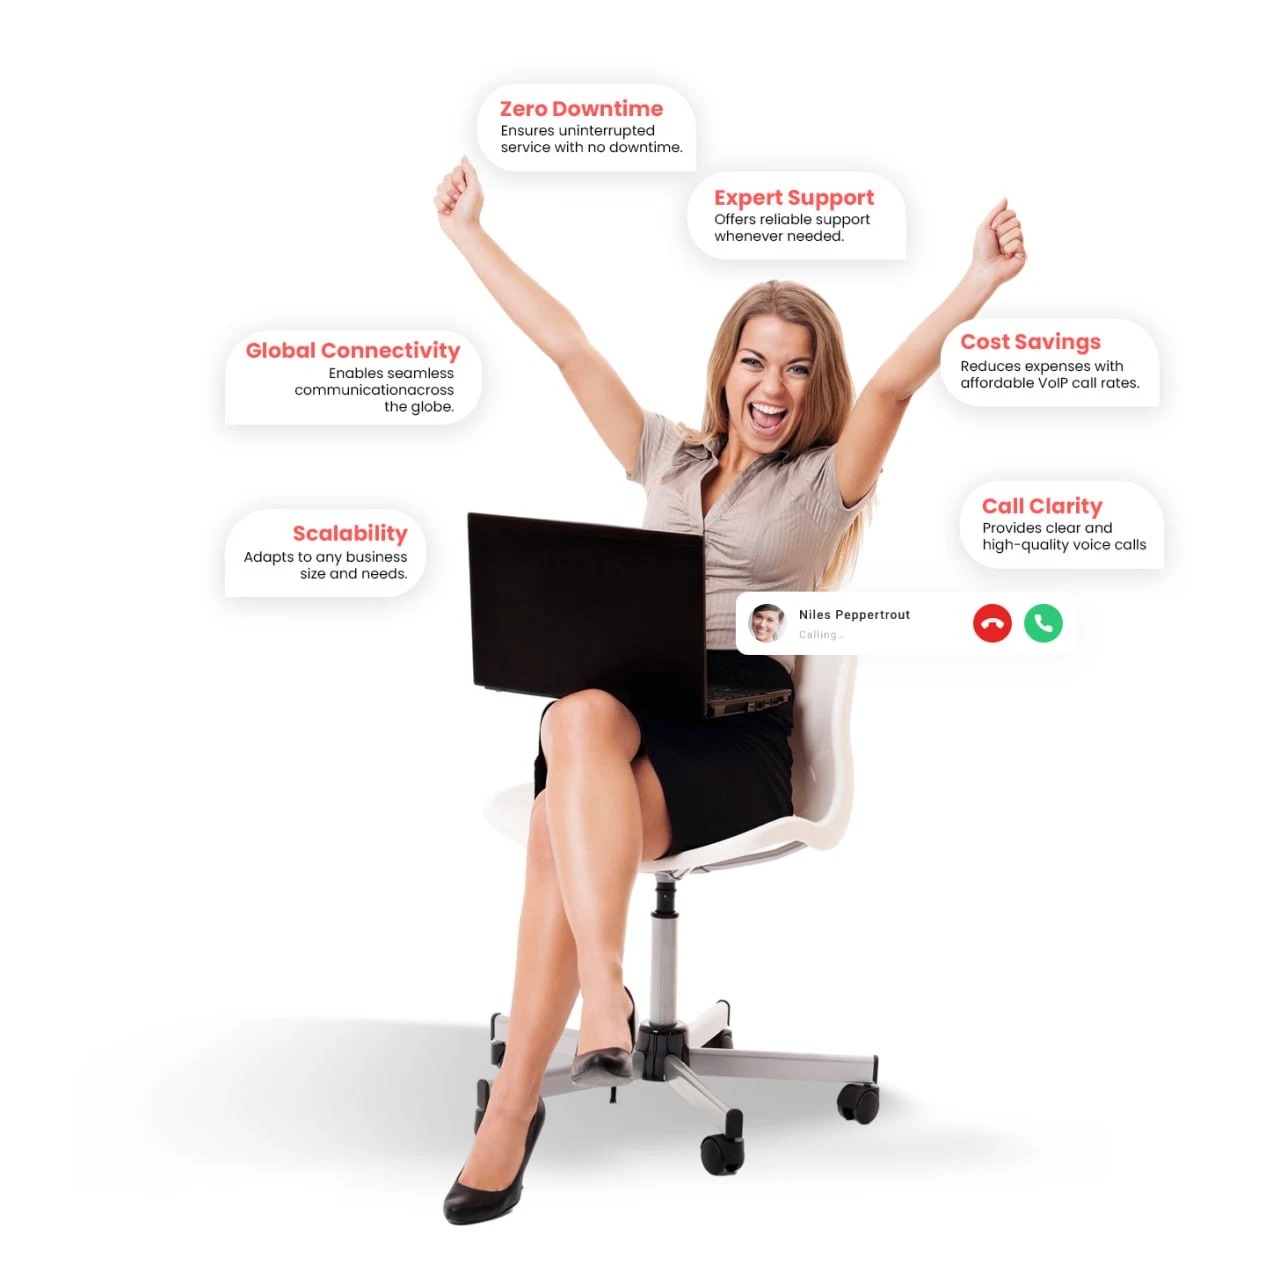 Zero Downtime
Ensures uninterrupted
service with no downtime.
Expert Support
Offers reliable support
whenever needed.
Global Connectivity
Enables seamless
communicationacross
the globe.
Cost Savings
Reduces expenses with
affordable VoIP call rates.
Scalability
Adapts to any business
size and needs.
Call Clarity
Provides clear and
high-quality voice calls
Niles Peppertrout
Calling...